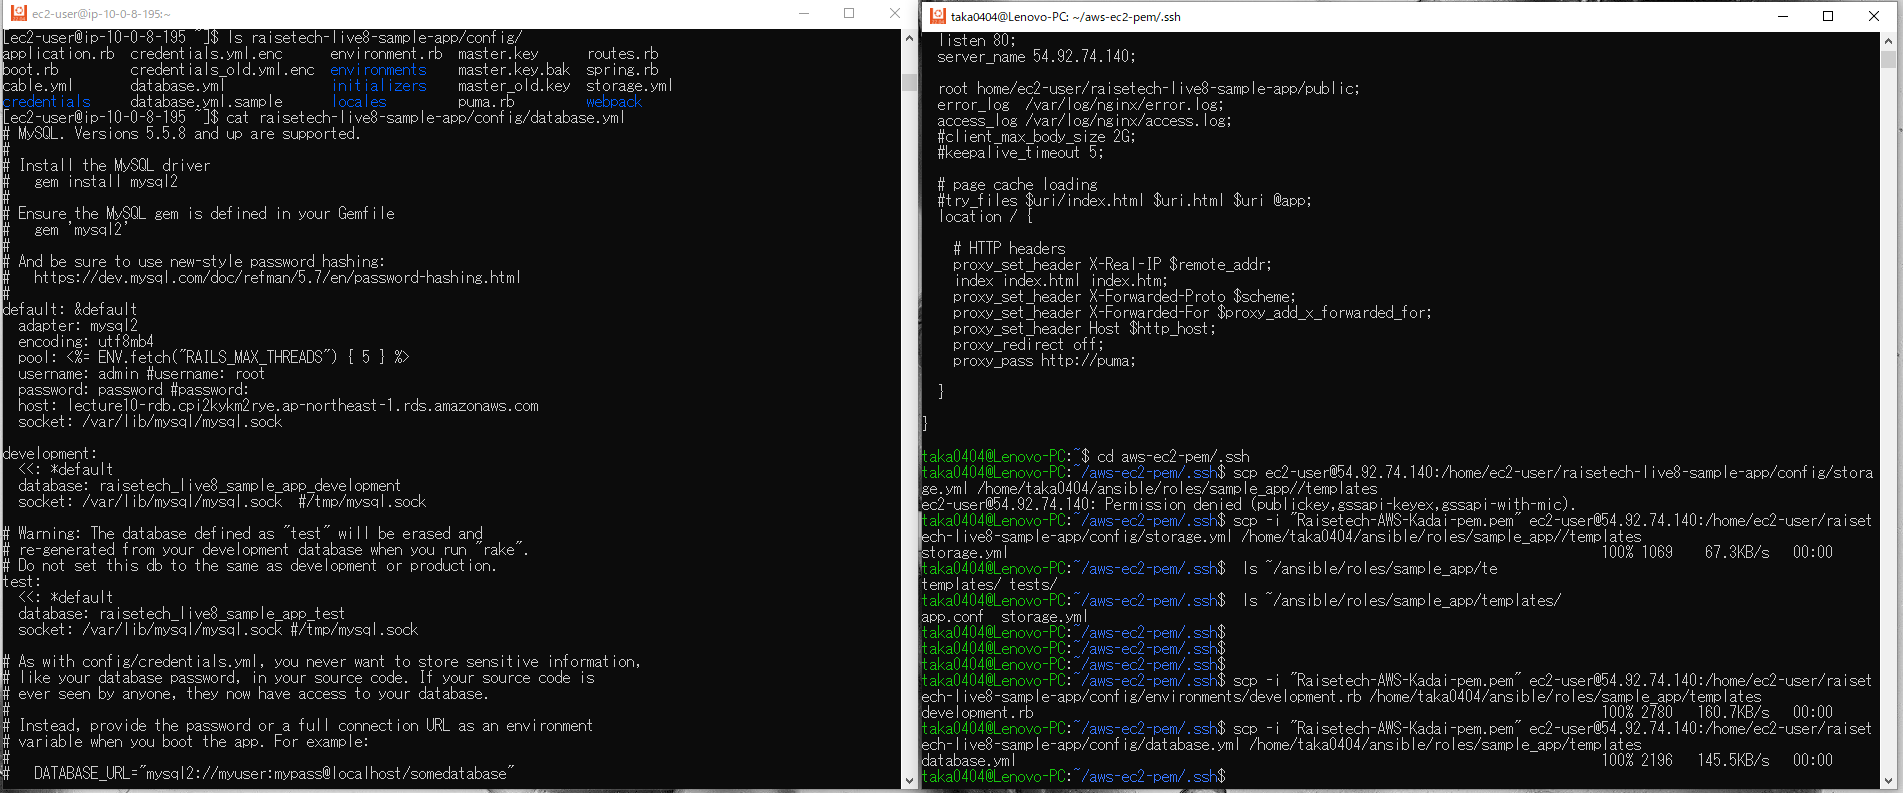 ec2-user@ip-10-0-8-195:~
[ec2-user@ip-10-0-8-195 ~]$ ls raisetech-live8-sample-app/config/
application.rb  credentials.yml.enc      environment.rb  master.key      routes.rb
boot.rb         credentials_old.yml.enc  environments    master.key.bak  spring.rb
cable.yml       database.yml             initializers    master_old.key  storage.yml
credentials     database.yml.sample      locales         puma.rb         webpack
[ec2-user@ip-10-0-8-195 ~]$ cat raisetech-live8-sample-app/config/database.yml
# MySQL. Versions 5.5.8 and up are supported.
#
# Install the MySQL driver
#   gem install mysql2
#
# Ensure the MySQL gem is defined in your Gemfile
#   gem 'mysql2'
#
# And be sure to use new-style password hashing:
#   https://dev.mysql.com/doc/refman/5.7/en/password-hashing.html
#
default: &default
  adapter: mysql2
  encoding: utf8mb4
  pool: <%= ENV.fetch("RAILS_MAX_THREADS") { 5 } %>
  username: admin #username: root
  password: password #password:
  host: lecture10-rdb.cpi2kykm2rye.ap-northeast-1.rds.amazonaws.com
  socket: /var/lib/mysql/mysql.sock
development:
  <<: *default
  database: raisetech_live8_sample_app_development
  socket: /var/lib/mysql/mysql.sock  #/tmp/mysql.sock
# Warning: The database defined as "test" will be erased and
# re-generated from your development database when you run "rake".
# Do not set this db to the same as development or production.
test:
  <<: *default
  database: raisetech_live8_sample_app_test
  socket: /var/lib/mysql/mysql.sock #/tmp/mysql.sock
# As with config/credentials.yml, you never want to store sensitive information,
# like your database password, in your source code. If your source code is
# ever seen by anyone, they now have access to your database.
#
# Instead, provide the password or a full connection URL as an environment
# variable when you boot the app. For example:
#
#   DATABASE_URL="mysql2://myuser:mypass@localhost/somedatabase"
taka0404@Lenovo-PC: ~/aws-ec2-pem/.ssh
  listen 80;
  server_name 54.92.74.140;
  root home/ec2-user/raisetech-live8-sample-app/public;
  error_log  /var/log/nginx/error.log;
  access_log /var/log/nginx/access.log;
  #client_max_body_size 2G;
  #keepalive_timeout 5;
  # page cache loading
  #try_files $uri/index.html $uri.html $uri @app;
  location / {
    # HTTP headers
    proxy_set_header X-Real-IP $remote_addr;
    index index.html index.htm;
    proxy_set_header X-Forwarded-Proto $scheme;
    proxy_set_header X-Forwarded-For $proxy_add_x_forwarded_for;
    proxy_set_header Host $http_host;
    proxy_redirect off;
    proxy_pass http://puma;
  }
}
taka0404@Lenovo-PC:~$ cd aws-ec2-pem/.ssh
taka0404@Lenovo-PC:~/aws-ec2-pem/.ssh$ scp ec2-user@54.92.74.140:/home/ec2-user/raisetech-live8-sample-app/config/stora
ge.yml /home/taka0404/ansible/roles/sample_app//templates
ec2-user@54.92.74.140: Permission denied (publickey,gssapi-keyex,gssapi-with-mic).
taka0404@Lenovo-PC:~/aws-ec2-pem/.ssh$ scp -i "Raisetech-AWS-Kadai-pem.pem" ec2-user@54.92.74.140:/home/ec2-user/raiset
ech-live8-sample-app/config/storage.yml /home/taka0404/ansible/roles/sample_app//templates
storage.yml                                   100% 1069    67.3KB/s   00:00
taka0404@Lenovo-PC:~/aws-ec2-pem/.ssh$  ls ~/ansible/roles/sample_app/te
templates/ tests/
taka0404@Lenovo-PC:~/aws-ec2-pem/.ssh$  ls ~/ansible/roles/sample_app/templates/
app.conf  storage.yml
taka0404@Lenovo-PC:~/aws-ec2-pem/.ssh$
taka0404@Lenovo-PC:~/aws-ec2-pem/.ssh$
taka0404@Lenovo-PC:~/aws-ec2-pem/.ssh$
taka0404@Lenovo-PC:~/aws-ec2-pem/.ssh$ scp -i "Raisetech-AWS-Kadai-pem.pem" ec2-user@54.92.74.140:/home/ec2-user/raiset
ech-live8-sample-app/config/environments/development.rb /home/taka0404/ansible/roles/sample_app/templates
development.rb                                100% 2780   160.7KB/s   00:00
taka0404@Lenovo-PC:~/aws-ec2-pem/.ssh$ scp -i "Raisetech-AWS-Kadai-pem.pem" ec2-user@54.92.74.140:/home/ec2-user/raiset
ech-live8-sample-app/config/database.yml /home/taka0404/ansible/roles/sample_app/templates
database.yml                                  100% 2196   145.5KB/s   00:00
taka0404@Lenovo-PC:~/aws-ec2-pem/.ssh$